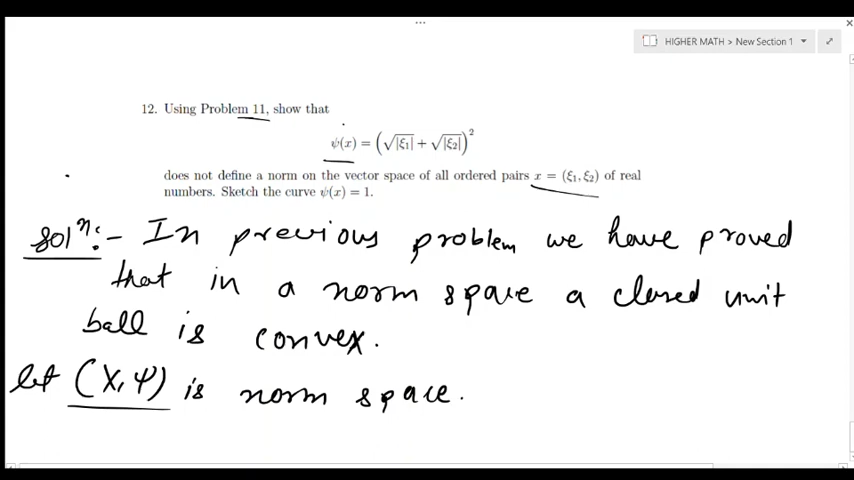 HIGHER MATH > New Section 1
12. Using Problem 11, show that
ψ(x) = (√|ξ₁| + √|ξ₂|)²
does not define a norm on the vector space of all ordered pairs x = (ξ₁, ξ₂) of real
numbers. Sketch the curve ψ(x) = 1.
Solⁿ:- In previous problem we have proved
that in a norm space a closed unit
ball is convex.
let (X, Ψ) is norm space.